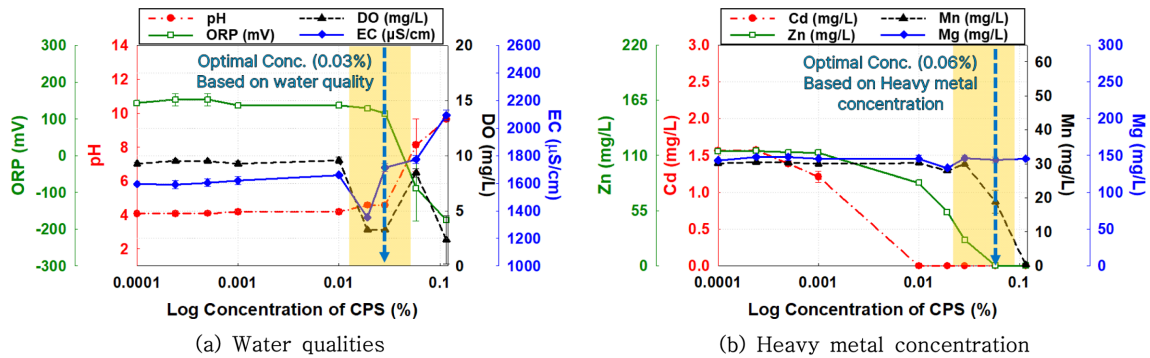 pH
DO (mg/L)
ORP (mV)
EC (µS/cm)
300
200
100
0
-100
-200
-300
ORP (mV)
14
12
10
8
6
4
2
pH
Optimal Conc. (0.03%)
Based on water quality
20
15
10
5
0
DO (mg/L)
2600
2400
2200
2000
1800
1600
1400
1200
1000
EC (µS/cm)
0.0001
0.001
0.01
0.1
Log Concentration of CPS (%)
(a) Water qualities
Cd (mg/L)
Mn (mg/L)
Zn (mg/L)
Mg (mg/L)
220
165
110
55
0
Zn (mg/L)
3.0
2.5
2.0
1.5
1.0
0.5
0.0
Cd (mg/L)
Optimal Conc. (0.06%)
Based on Heavy metal
concentration
60
50
40
30
20
10
0
Mn (mg/L)
300
250
200
150
100
50
0
Mg (mg/L)
0.0001
0.001
0.01
0.1
Log Concentration of CPS (%)
(b) Heavy metal concentration